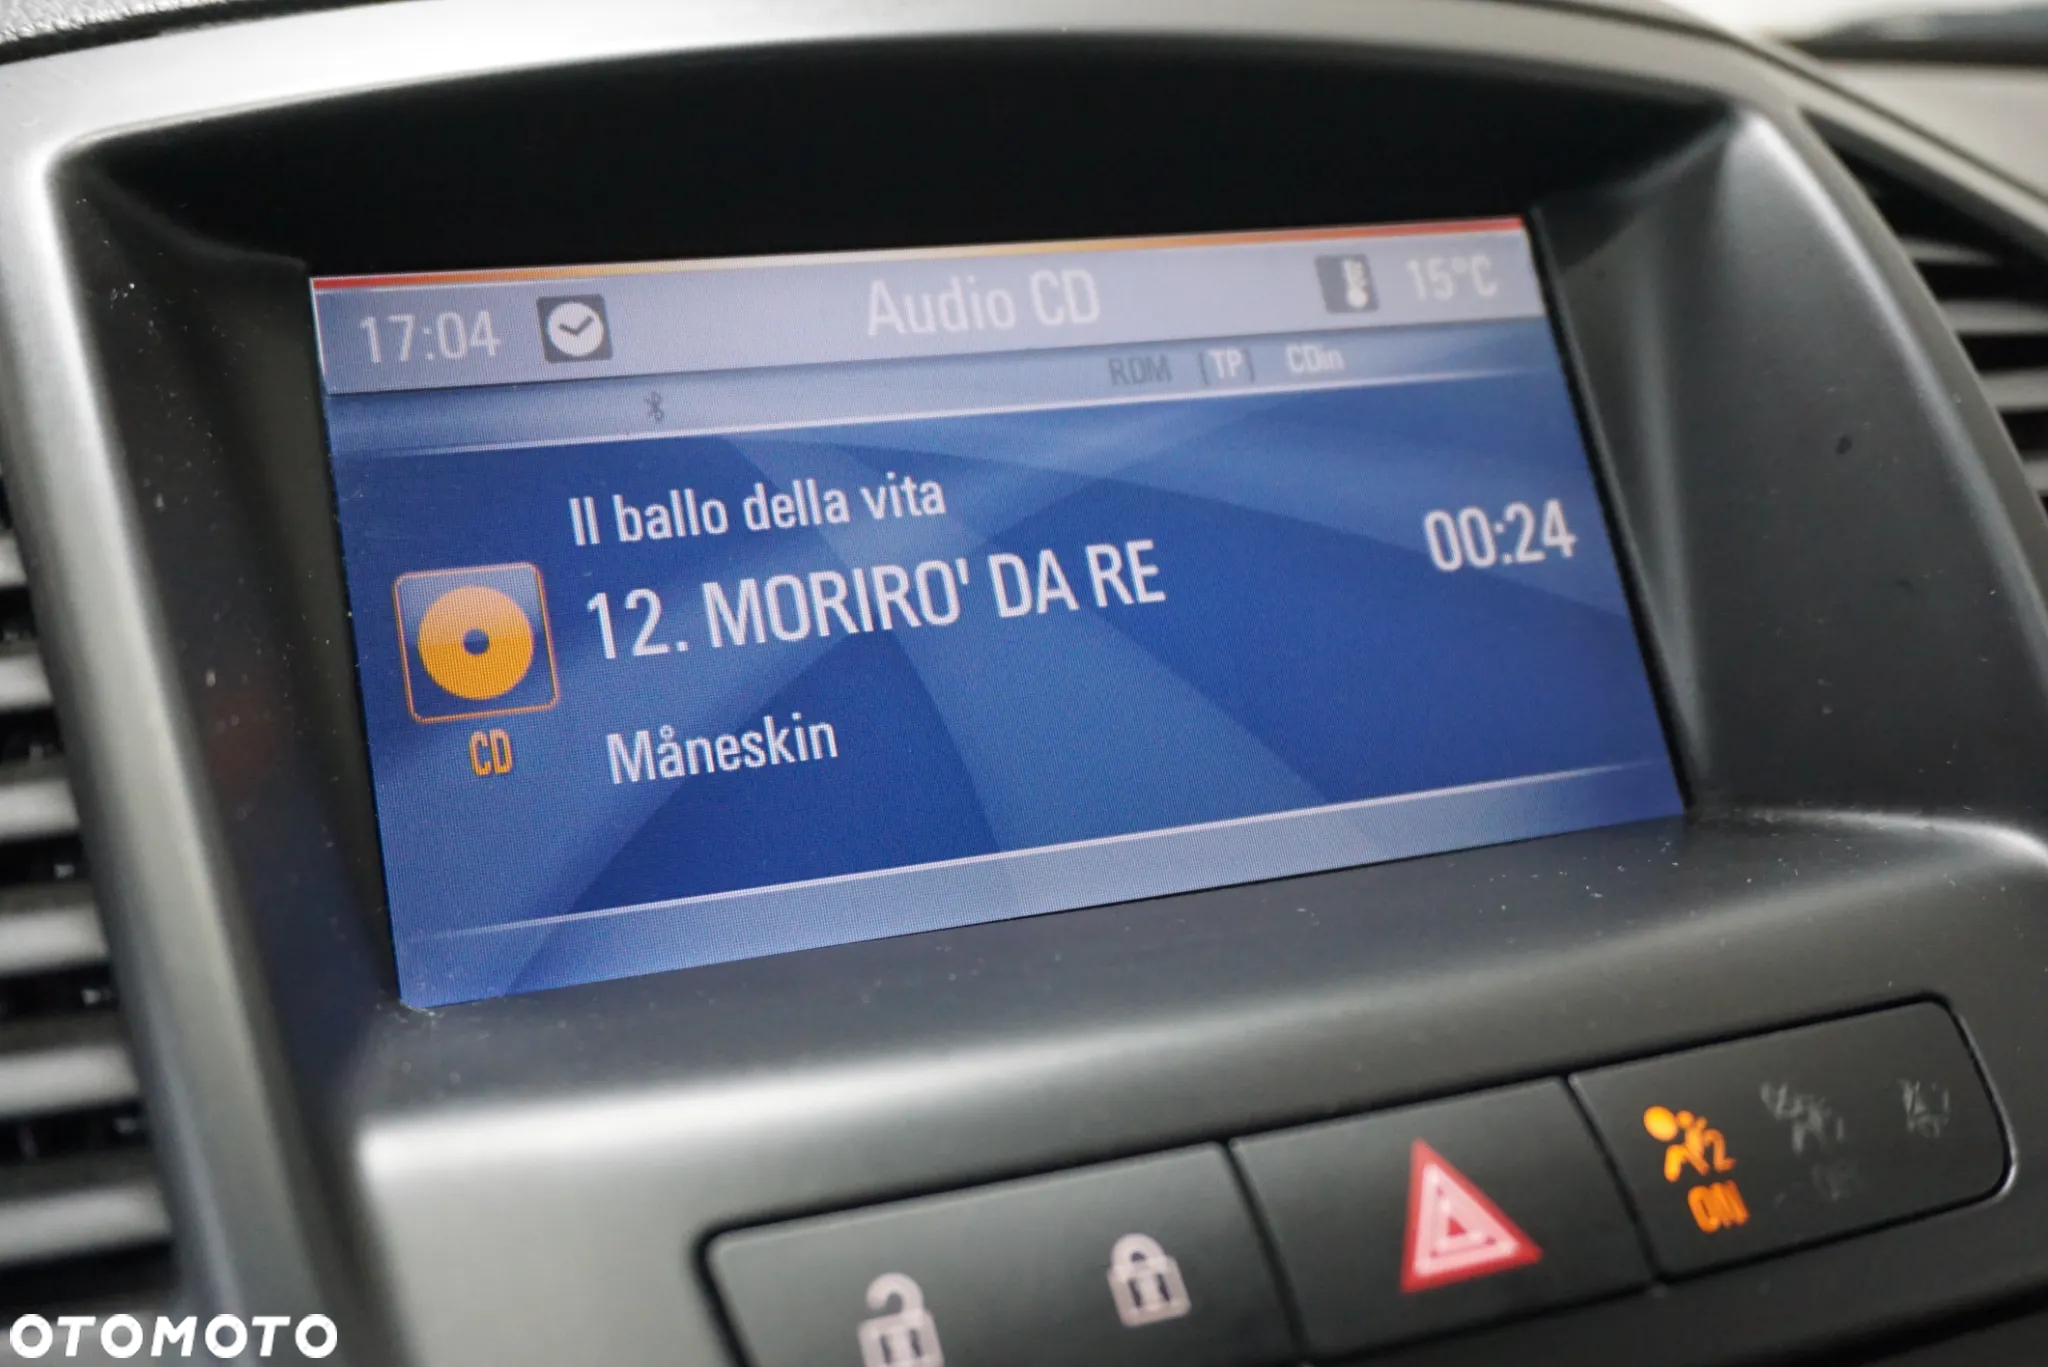 17:04 Audio CD 15°C
RDM [TP] CDin
Il ballo della vita
12. MORIRO' DA RE 00:24
CD Måneskin
2
ON
OTOMOTO